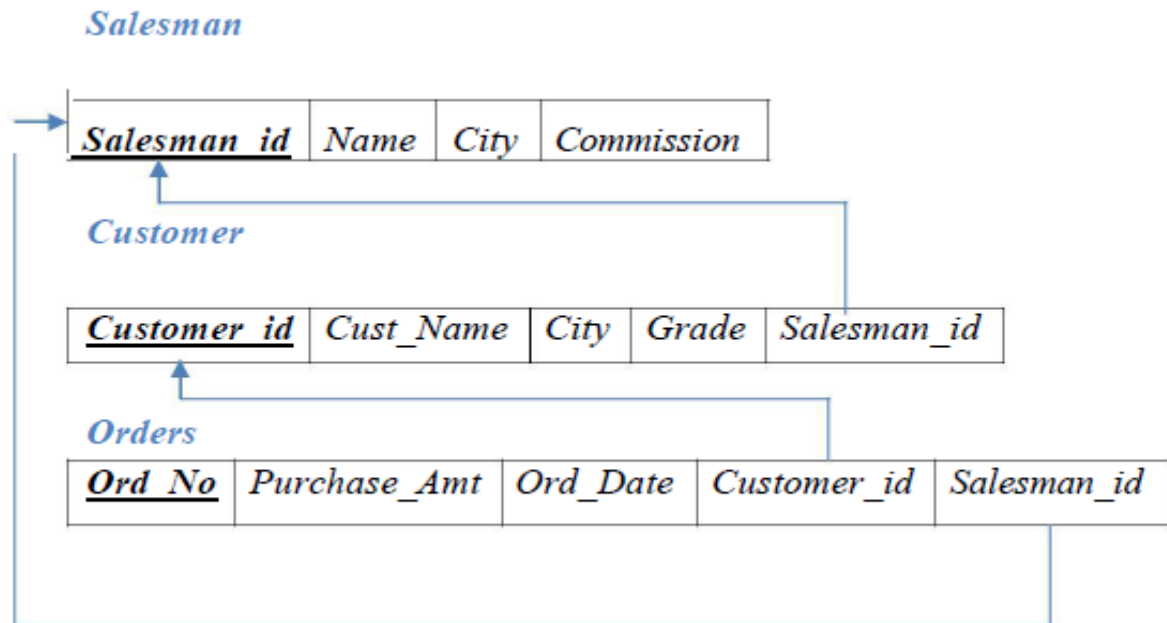 Salesman
Salesman_id Name City Commission
Customer
Customer_id Cust_Name City Grade Salesman_id
Orders
Ord_No Purchase_Amt Ord_Date Customer_id Salesman_id